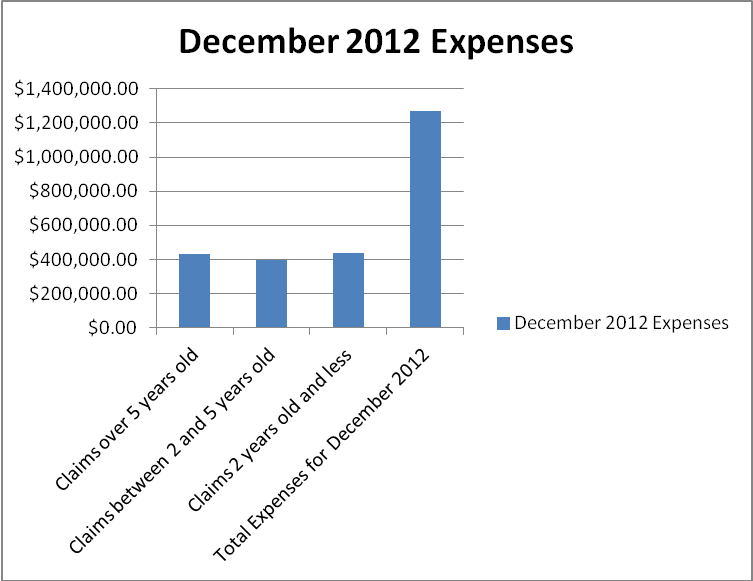 December 2012 Expenses
$1,400,000.00
$1,200,000.00
$1,000,000.00
$800,000.00
$600,000.00
$400,000.00
$200,000.00
$0.00
Claims over 5 years old
Claims between 2 and 5 years old
Claims 2 years old and less
Total Expenses for December 2012
December 2012 Expenses